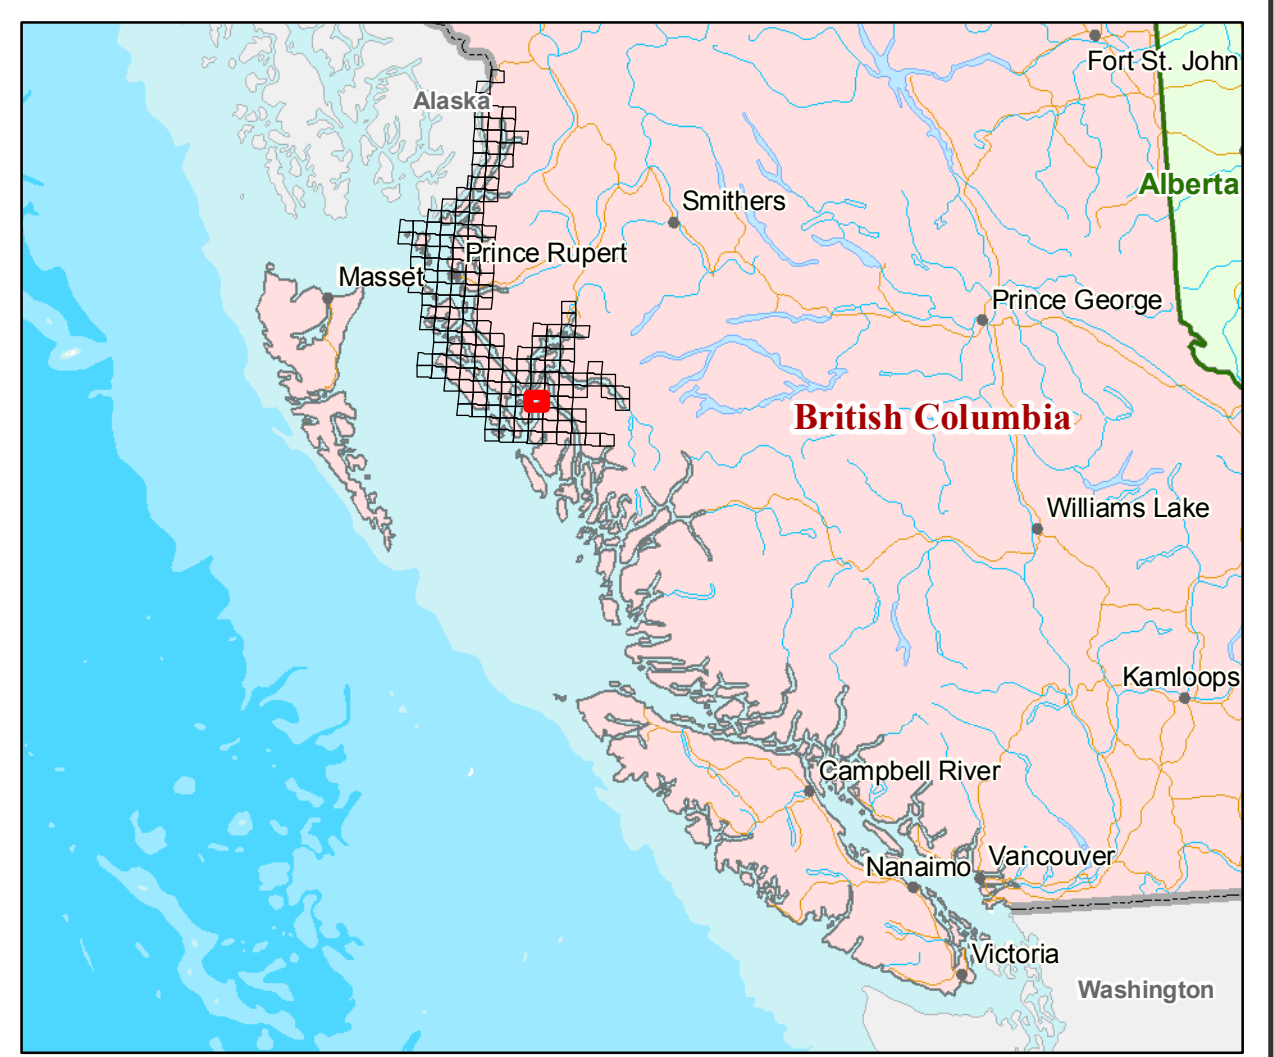 Fort St. John
Alaska
Alberta
Smithers
Prince Rupert
Masset
Prince George
British Columbia
Williams Lake
Kamloops
Campbell River
Vancouver
Nanaimo
Victoria
Washington